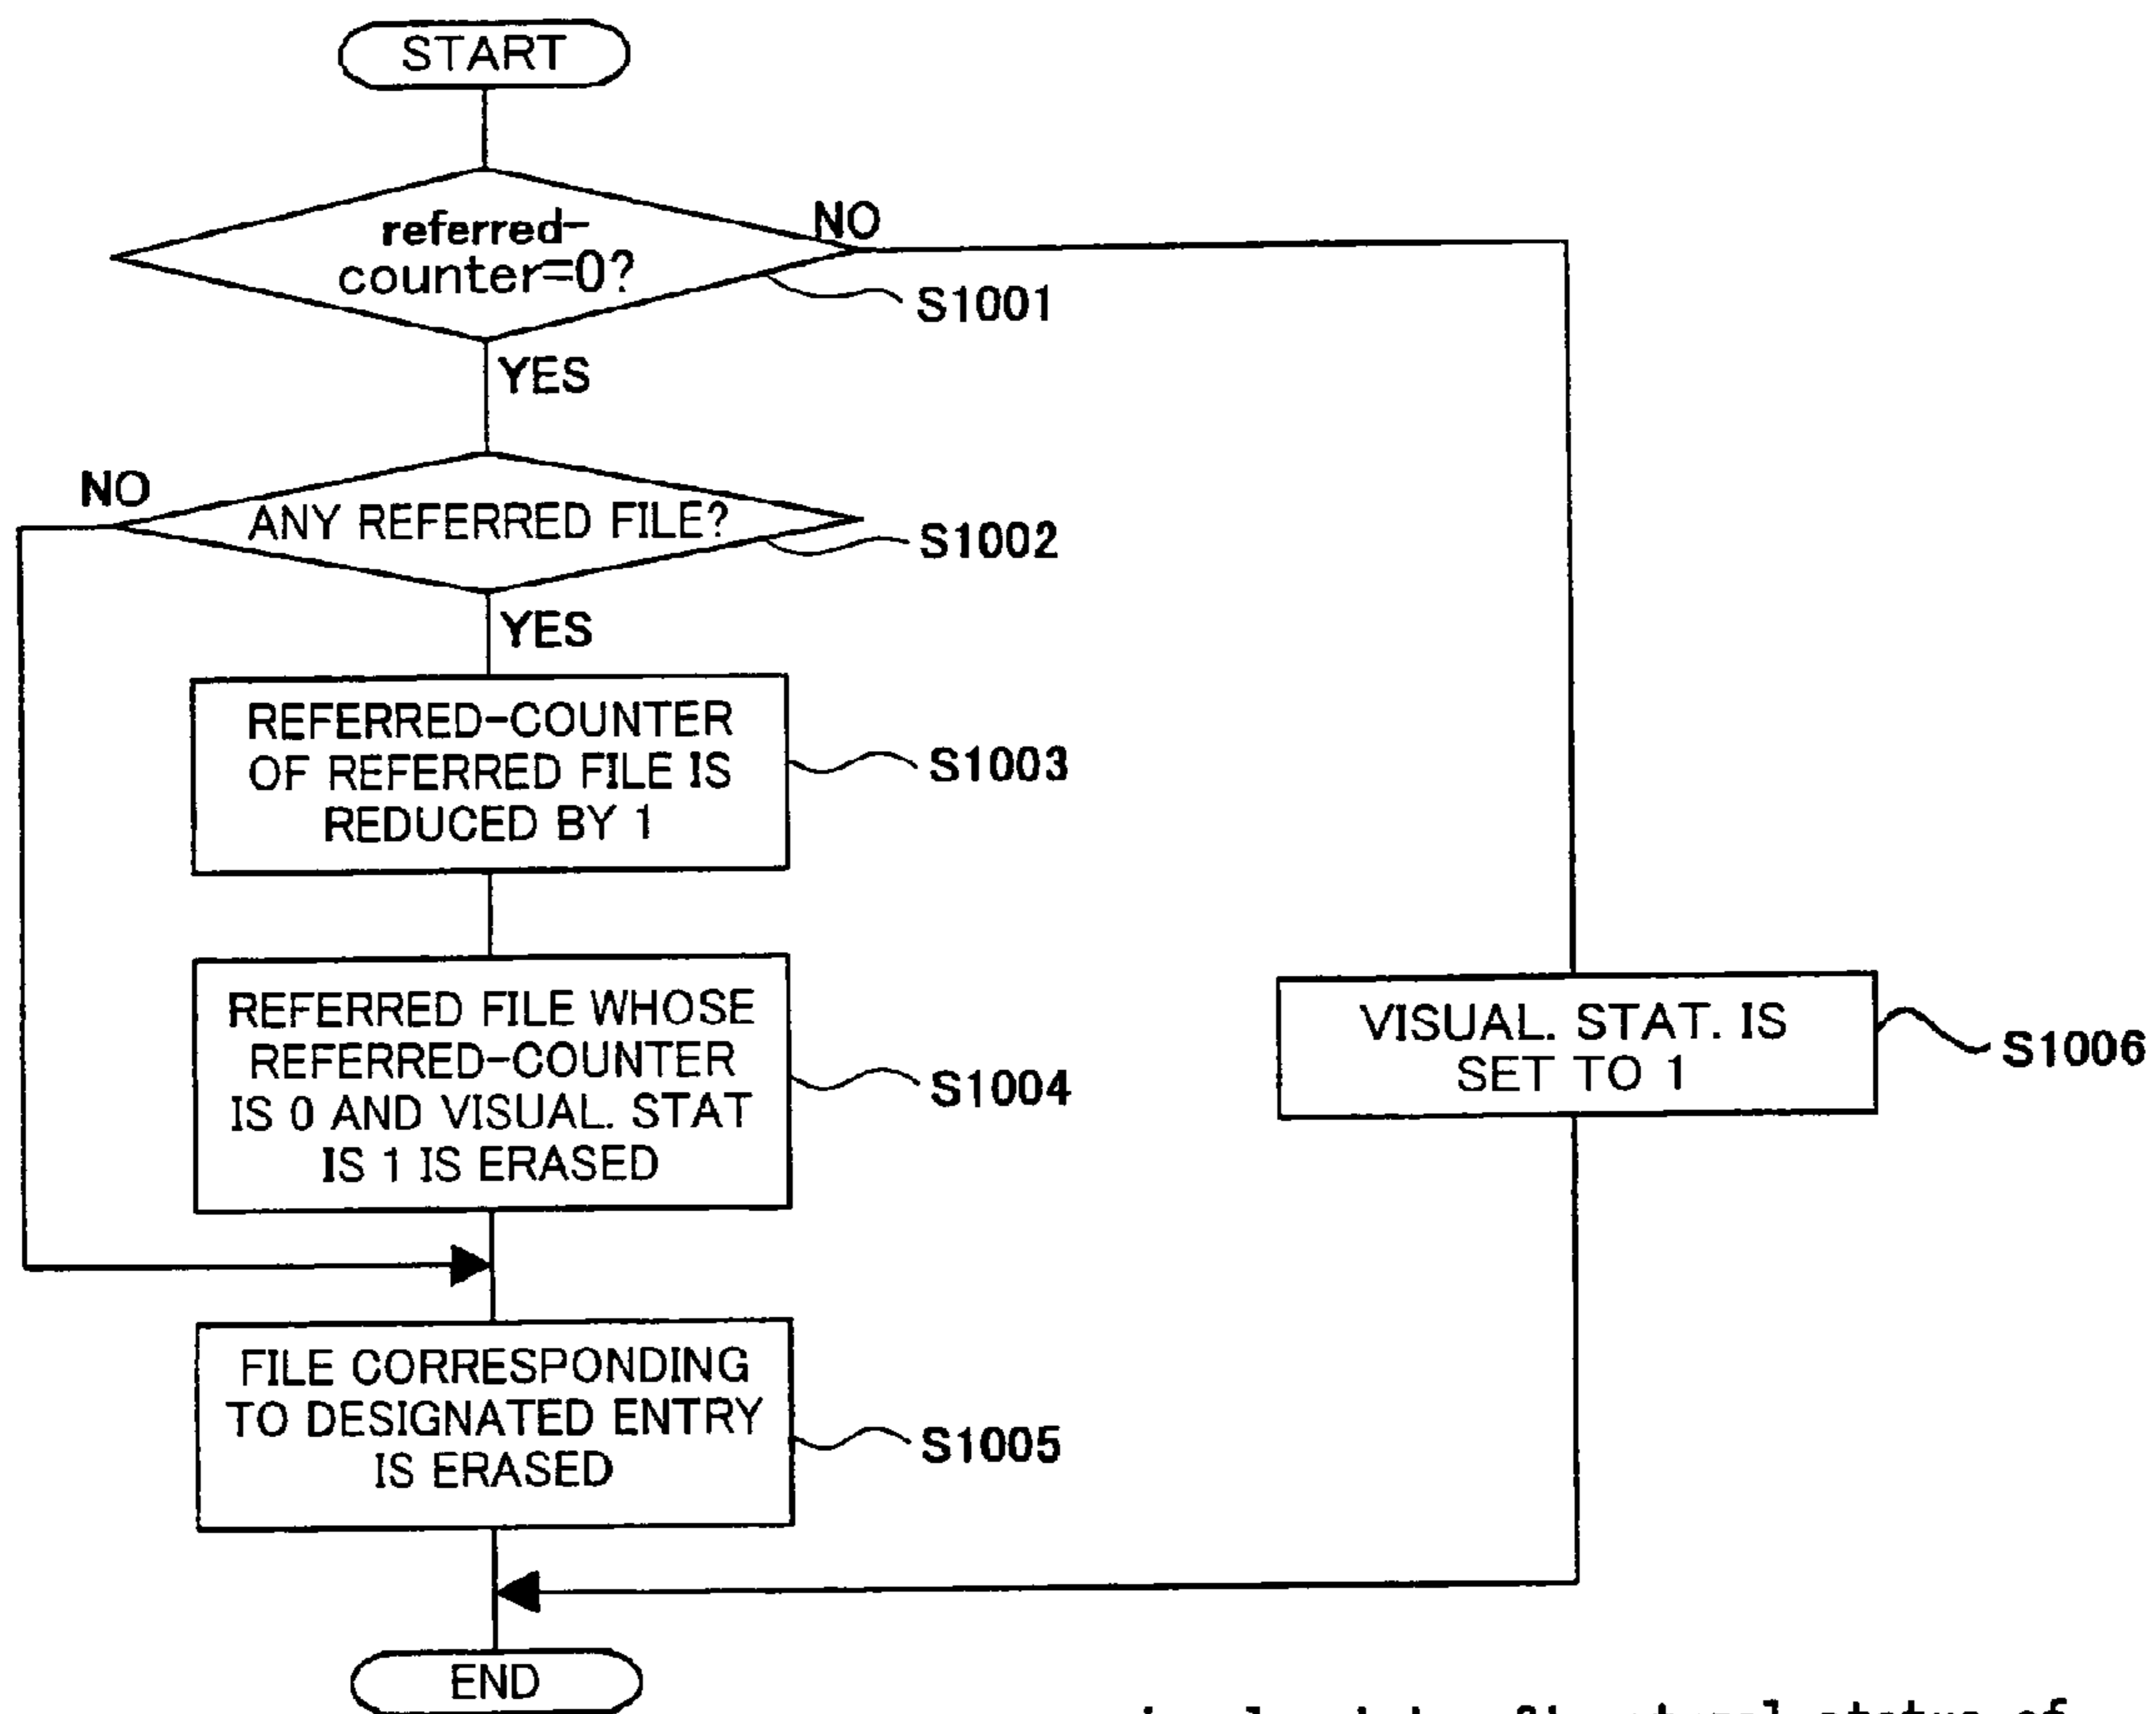 START
NO
referred-
counter=0?
S1001
YES
NO
ANY REFERRED FILE?
S1002
YES
REFERRED-COUNTER
OF REFERRED FILE IS
REDUCED BY 1
S1003
REFERRED FILE WHOSE
REFERRED-COUNTER
IS 0 AND VISUAL. STAT
IS 1 IS ERASED
S1004
VISUAL. STAT. IS
SET TO 1
S1006
FILE CORRESPONDING
TO DESIGNATED ENTRY
IS ERASED
S1005
END
status of